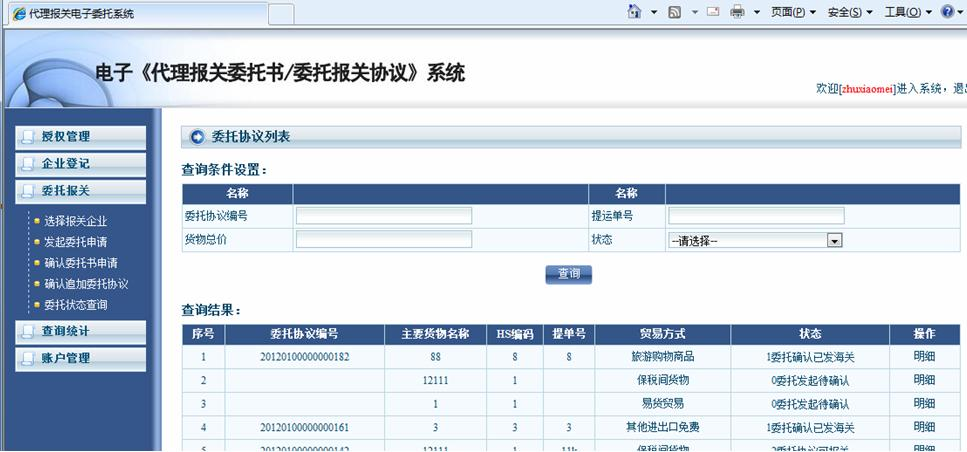 代理报关电子委托系统
页面(P)
安全(S)
工具(O)
电子《代理报关委托书/委托报关协议》系统
欢迎[zhuxiaomei]进入系统，退
授权管理
企业登记
委托报关
选择报关企业
发起委托申请
确认委托书申请
确认追加委托协议
委托状态查询
查询统计
账户管理
委托协议列表
查询条件设置：
名称 名称
委托协议编号 提运单号
货物总价 状态 --请选择--
查询
查询结果：
序号 委托协议编号 主要货物名称 HS编码 提单号 贸易方式 状态 操作
1 20120100000000182 88 8 8 旅游购物商品 1委托确认已发海关 明细
2 12111 1 保税间货物 0委托发起待确认 明细
3 1 1 易货贸易 0委托发起待确认 明细
4 20120100000000161 3 3 3 其他进出口免费 1委托确认已发海关 明细
5 20120100000000142 12111 1 保税间货物 明细